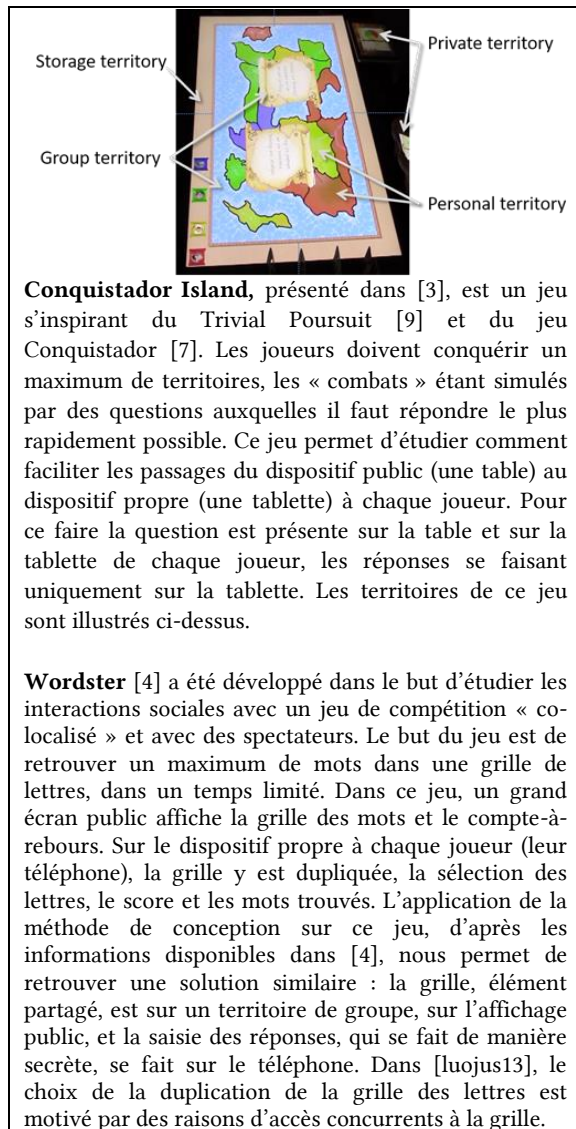 Storage territory
Private territory
Group territory
Personal territory
Conquistador Island, présenté dans [3], est un jeu
s’inspirant du Trivial Poursuit [9] et du jeu
Conquistador [7]. Les joueurs doivent conquérir un
maximum de territoires, les « combats » étant simulés
par des questions auxquelles il faut répondre le plus
rapidement possible. Ce jeu permet d’étudier comment
faciliter les passages du dispositif public (une table) au
dispositif propre (une tablette) à chaque joueur. Pour
ce faire la question est présente sur la table et sur la
tablette de chaque joueur, les réponses se faisant
uniquement sur la tablette. Les territoires de ce jeu
sont illustrés ci-dessus.
Wordster [4] a été développé dans le but d’étudier les
interactions sociales avec un jeu de compétition « co-
localisé » et avec des spectateurs. Le but du jeu est de
retrouver un maximum de mots dans une grille de
lettres, dans un temps limité. Dans ce jeu, un grand
écran public affiche la grille des mots et le compte-à-
rebours. Sur le dispositif propre à chaque joueur (leur
téléphone), la grille y est dupliquée, la sélection des
lettres, le score et les mots trouvés. L’application de la
méthode de conception sur ce jeu, d’après les
informations disponibles dans [4], nous permet de
retrouver une solution similaire : la grille, élément
partagé, est sur un territoire de groupe, sur l’affichage
public, et la saisie des réponses, qui se fait de manière
secrète, se fait sur le téléphone. Dans [luojus13], le
choix de la duplication de la grille des lettres est
motivé par des raisons d’accès concurrents à la grille.